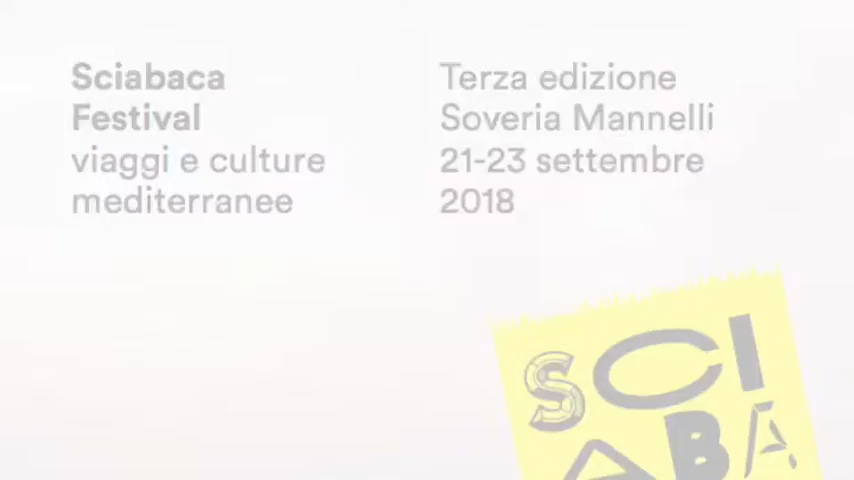 Sciabaca
Festival
viaggi e culture
mediterranee
Terza edizione
Soveria Mannelli
21-23 settembre
2018
SCI
ABA